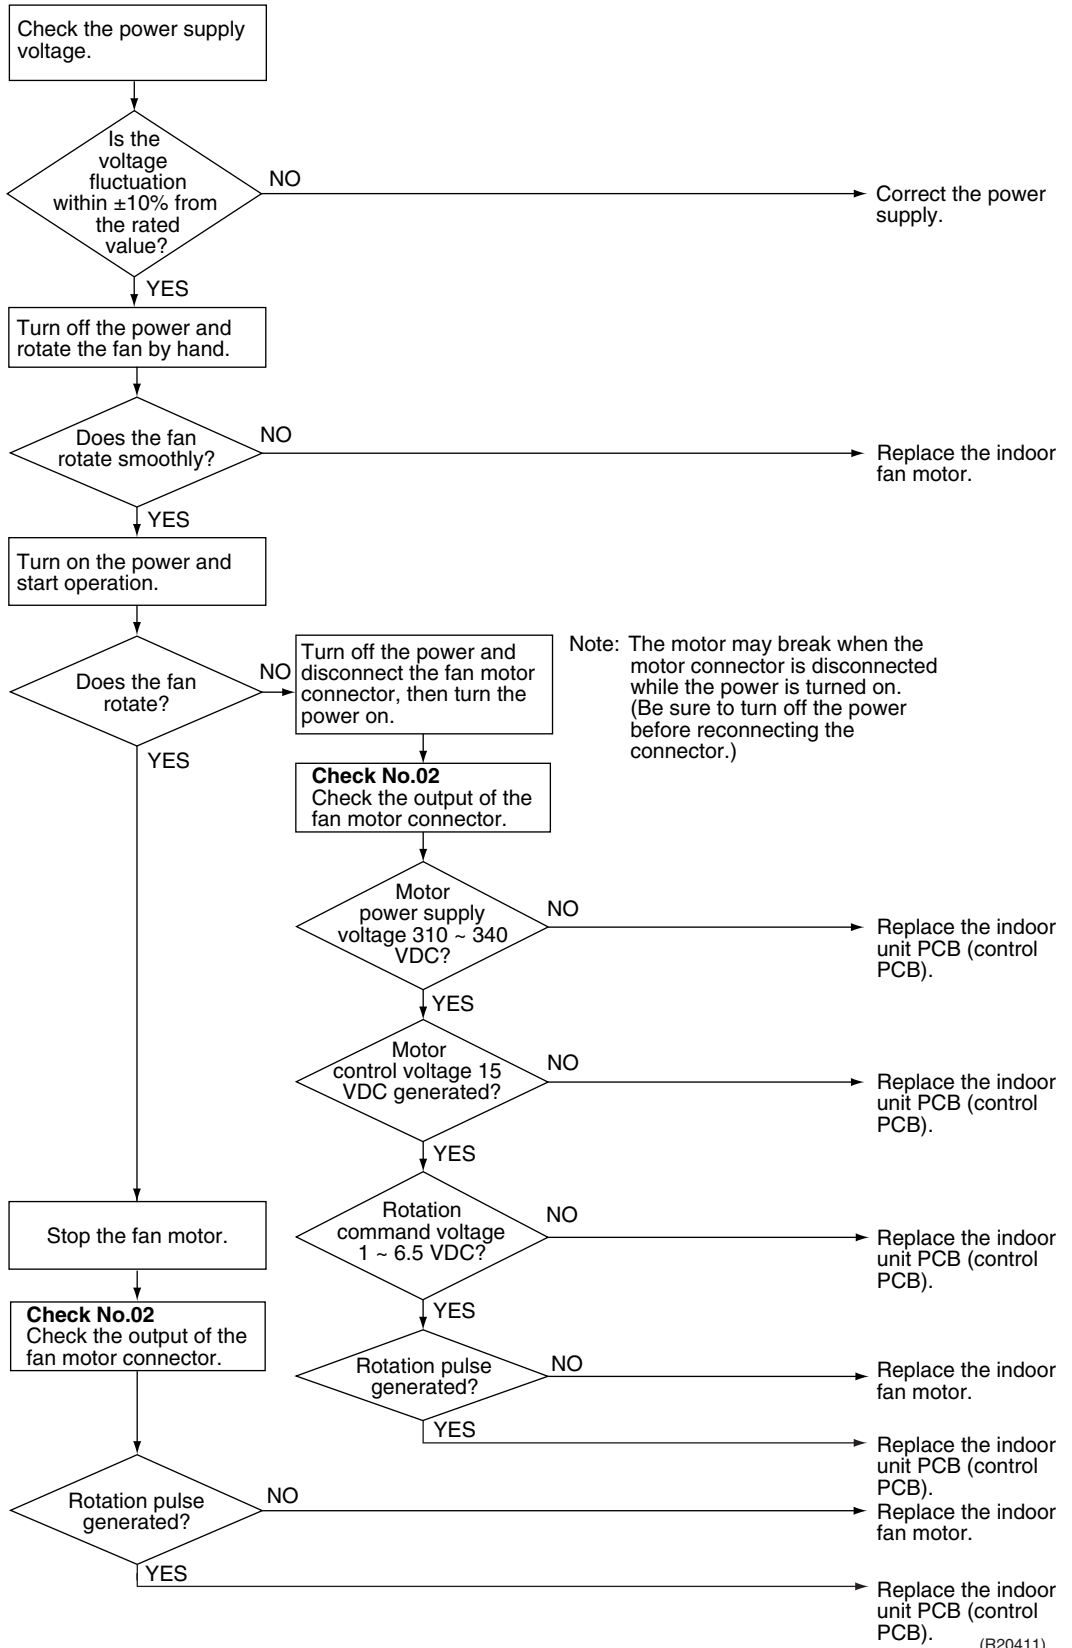 Check the power supply
voltage.
Is the
voltage
fluctuation
within ±10% from
the rated
value?
NO
Correct the power
supply.
YES
Turn off the power and
rotate the fan by hand.
Does the fan
rotate smoothly?
NO
Replace the indoor
fan motor.
YES
Turn on the power and
start operation.
Does the fan
rotate?
NO
Turn off the power and
disconnect the fan motor
connector, then turn the
power on.
Note: The motor may break when the
motor connector is disconnected
while the power is turned on.
(Be sure to turn off the power
before reconnecting the
connector.)
YES
Check No.02
Check the output of the
fan motor connector.
Motor
power supply
voltage 310 ~ 340
VDC?
NO
Replace the indoor
unit PCB (control
PCB).
YES
Motor
control voltage 15
VDC generated?
NO
Replace the indoor
unit PCB (control
PCB).
YES
Rotation
command voltage
1 ~ 6.5 VDC?
NO
Replace the indoor
unit PCB (control
PCB).
YES
Rotation pulse
generated?
NO
Replace the indoor
fan motor.
YES
Replace the indoor
unit PCB (control
PCB).
Stop the fan motor.
Check No.02
Check the output of the
fan motor connector.
Rotation pulse
generated?
NO
Replace the indoor
fan motor.
YES
Replace the indoor
unit PCB (control
PCB).
(R20411)